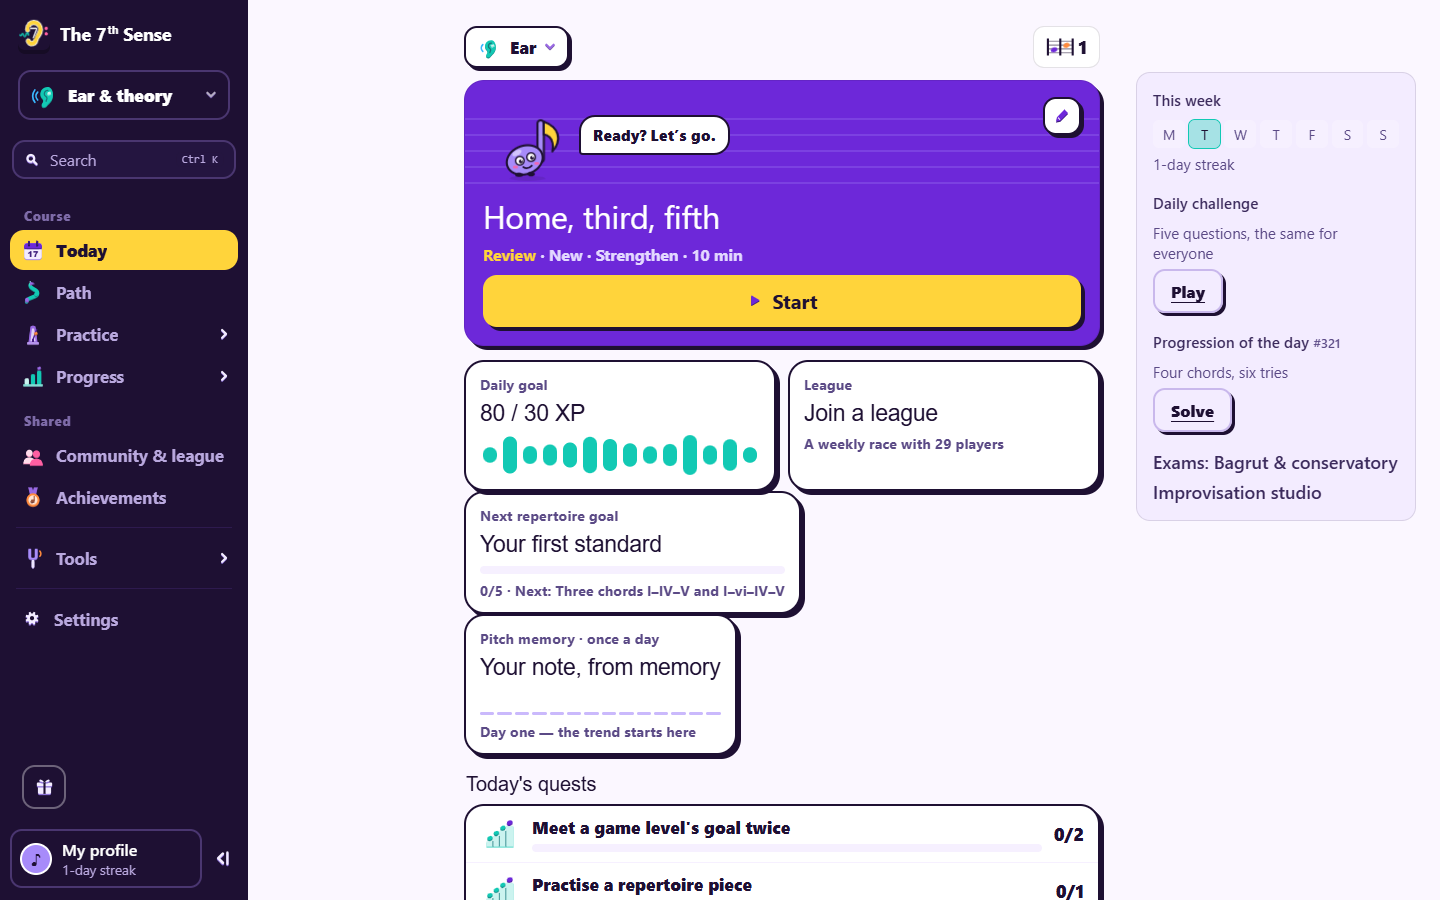 The 7th Sense
Ear & theory
Search Ctrl K
Course
17 Today
Path
Practice
Progress
Shared
Community & league
Achievements
Tools
Settings
My profile
1-day streak
Ear
1
Ready? Let's go.
Home, third, fifth
Review · New · Strengthen · 10 min
Start
Daily goal
80 / 30 XP
League
Join a league
A weekly race with 29 players
Next repertoire goal
Your first standard
0/5 · Next: Three chords I–IV–V and I–vi–IV–V
Pitch memory · once a day
Your note, from memory
Day one — the trend starts here
Today's quests
Meet a game level's goal twice
0/2
Practise a repertoire piece
0/1
This week
M T W T F S S
1-day streak
Daily challenge
Five questions, the same for
everyone
Play
Progression of the day #321
Four chords, six tries
Solve
Exams: Bagrut & conservatory
Improvisation studio